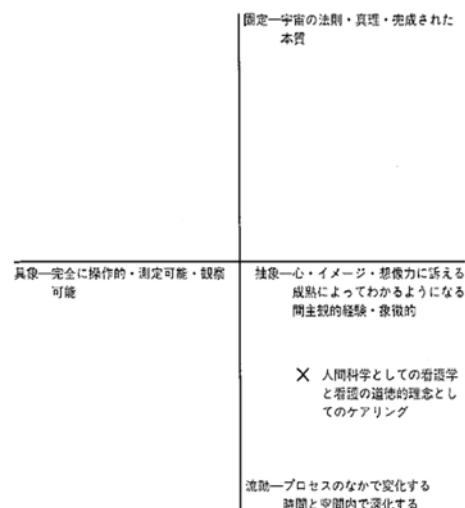 固定—宇宙の法則・真理・完成された
本質
具象—完全に操作的・測定可能・観察
可能
抽象—心・イメージ・想像力に訴える
成熟によってわかるようになる
間主観的経験・象徴的
× 人間科学としての看護学
と看護の道徳的理念とし
てのケアリング
流動—プロセスのなかで変化する
時間と空間内で深化する